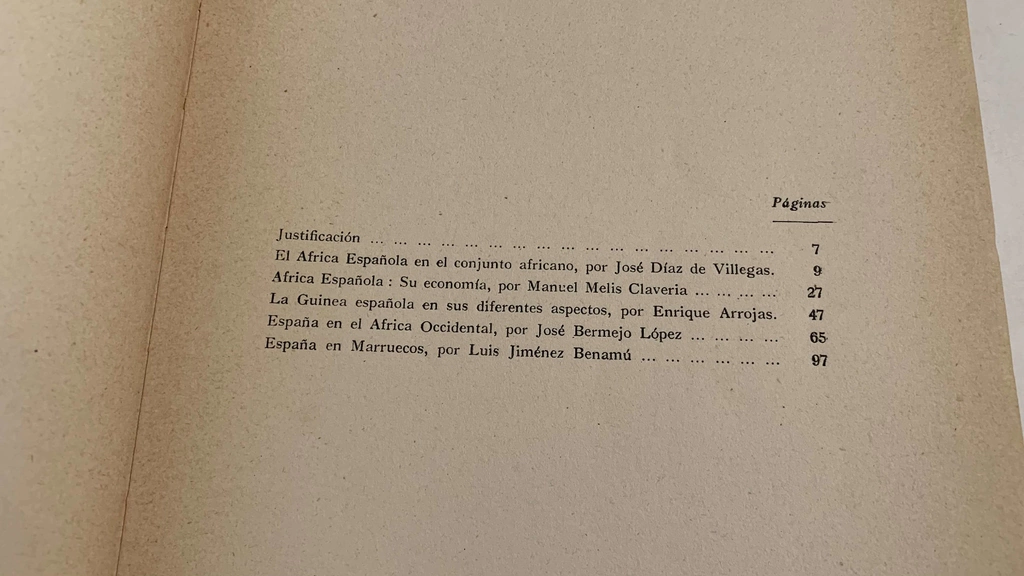 Páginas
Justificación ... ... ... ... ... ... ... ... ... ... ... ... ... ... ... ... ... 7
El Africa Española en el conjunto africano, por José Díaz de Villegas. 9
Africa Española : Su economía, por Manuel Melis Claveria ... ... ... ... 27
La Guinea española en sus diferentes aspectos, por Enrique Arrojas. 47
España en el Africa Occidental, por José Bermejo López ... ... ... ... 65
España en Marruecos, por Luis Jiménez Benamú ... ... ... ... ... ... 97